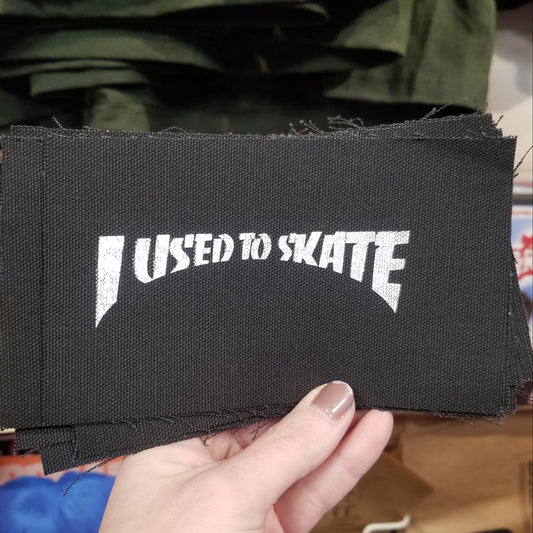 I USED TO SKATE